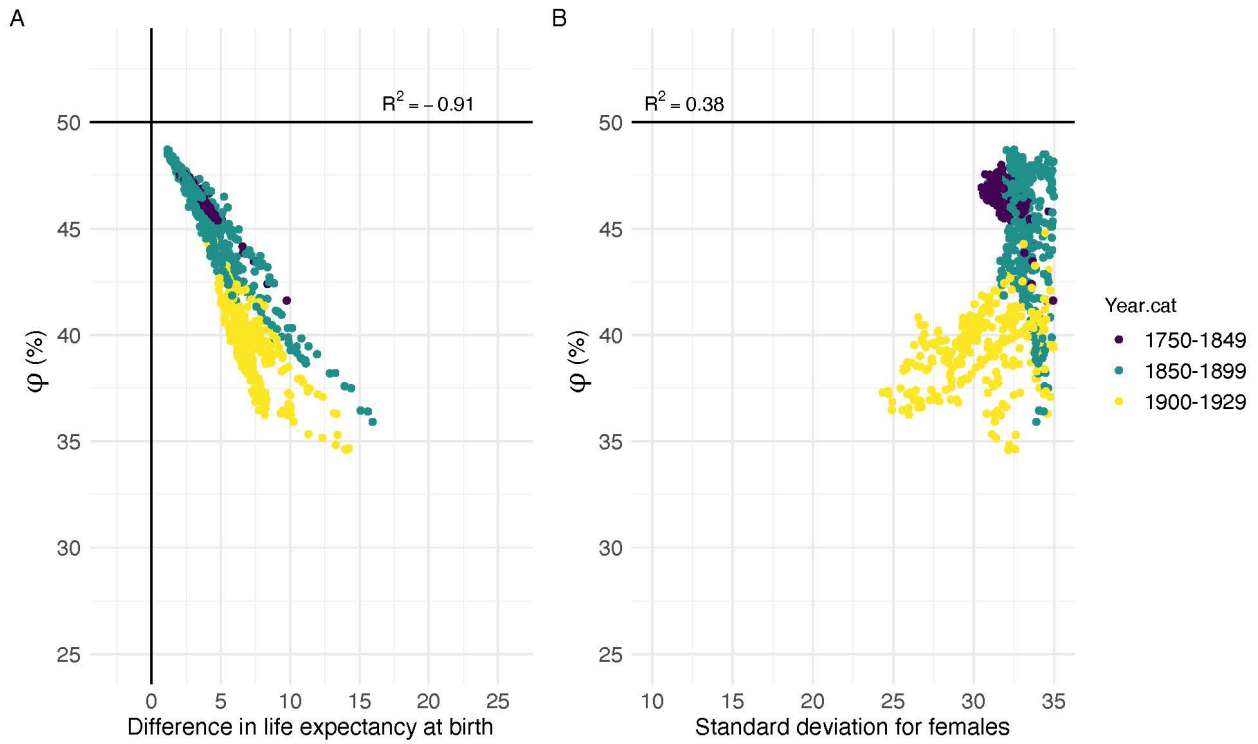 A
B
R² = − 0.91
R² = 0.38
φ (%)
50
45
40
35
30
25
0 5 10 15 20 25
Difference in life expectancy at birth
φ (%)
50
45
40
35
30
25
10 15 20 25 30 35
Standard deviation for females
Year.cat
1750-1849
1850-1899
1900-1929